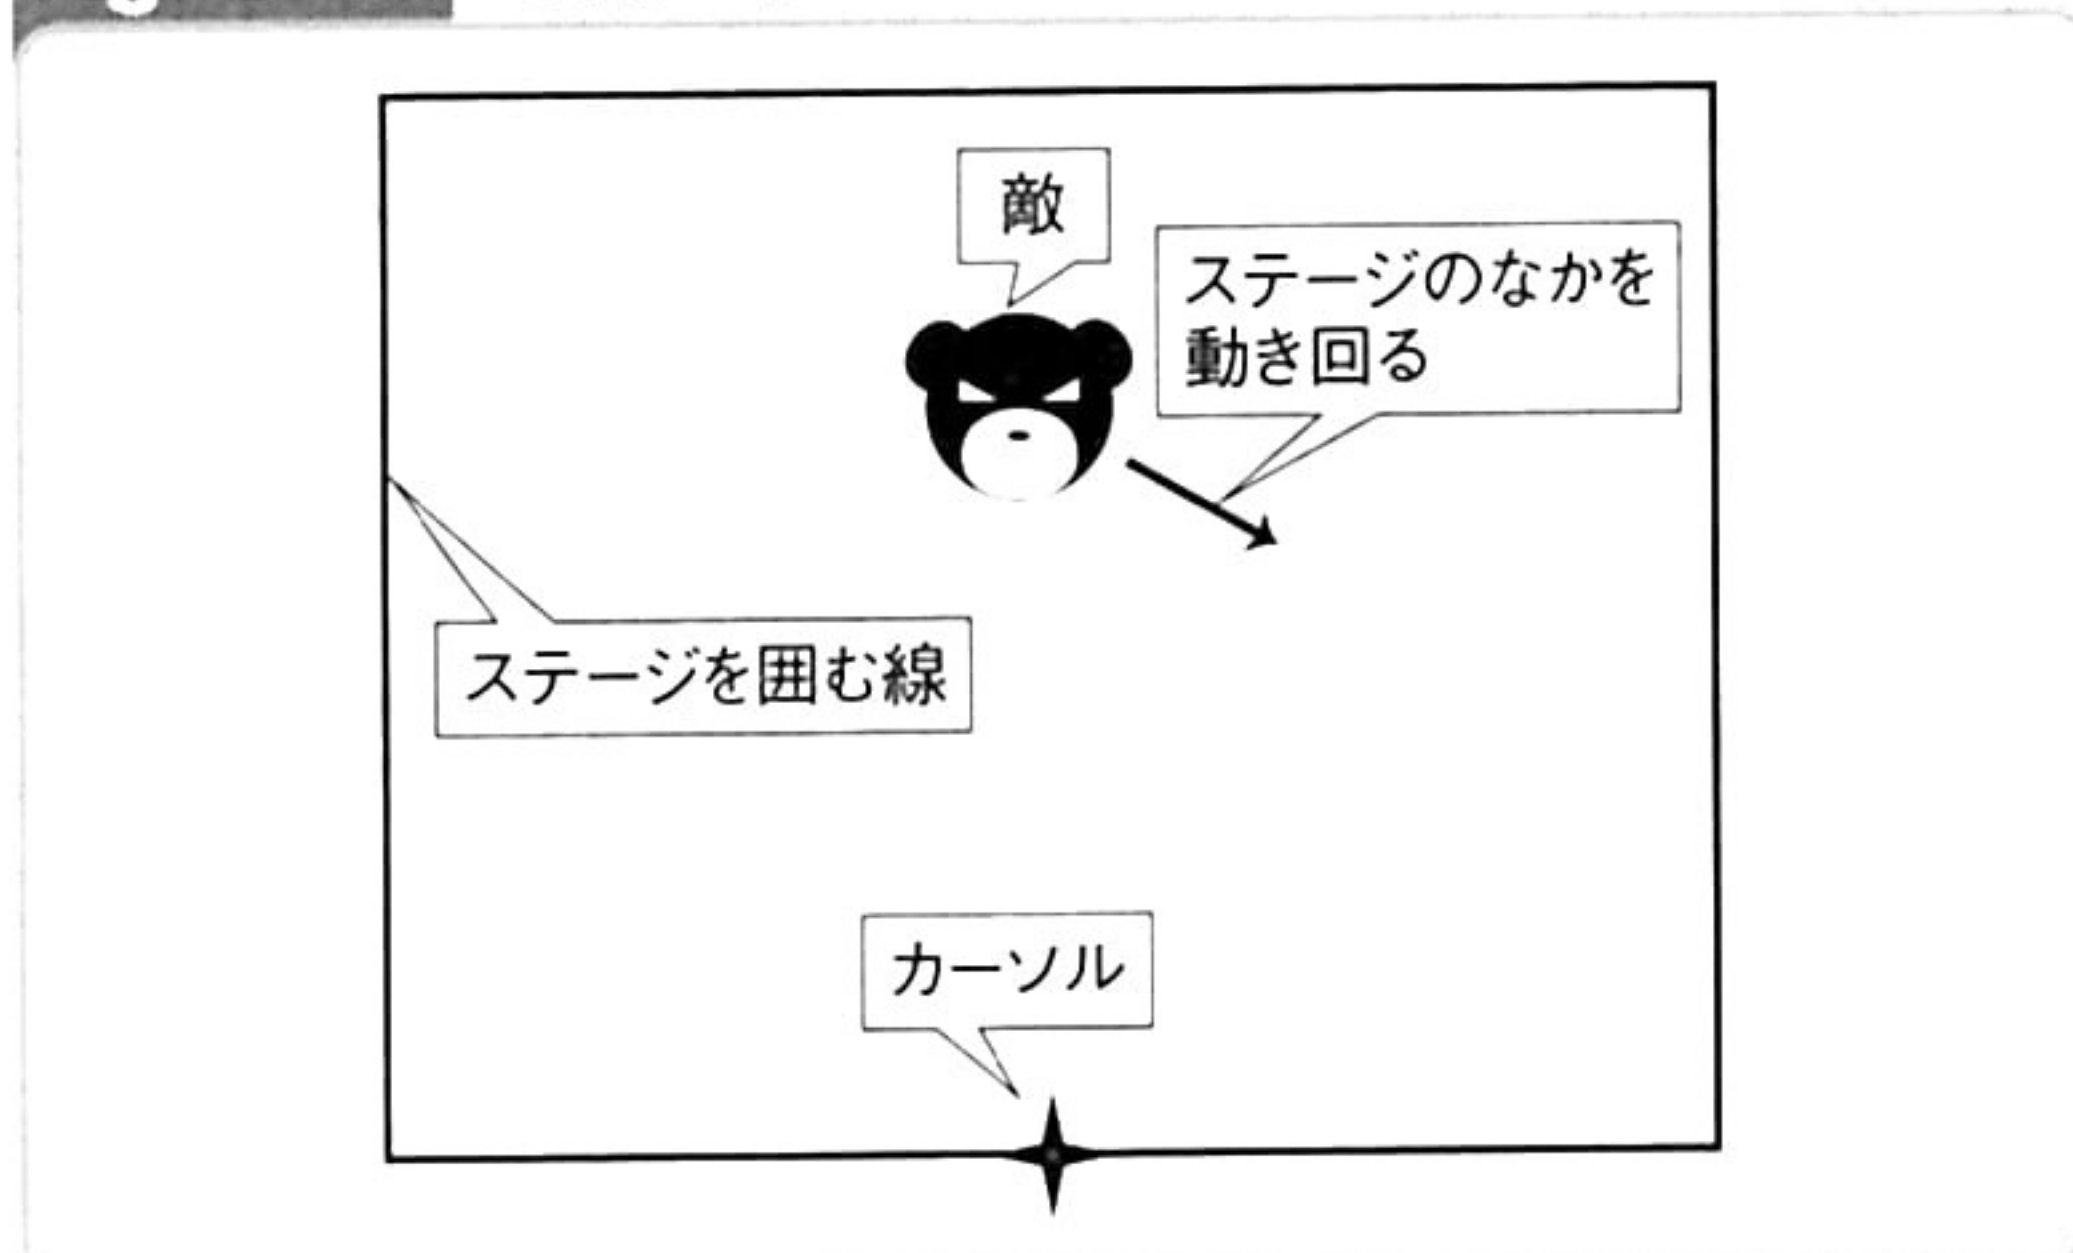 敵
ステージのなかを
動き回る
ステージを囲む線
カーソル